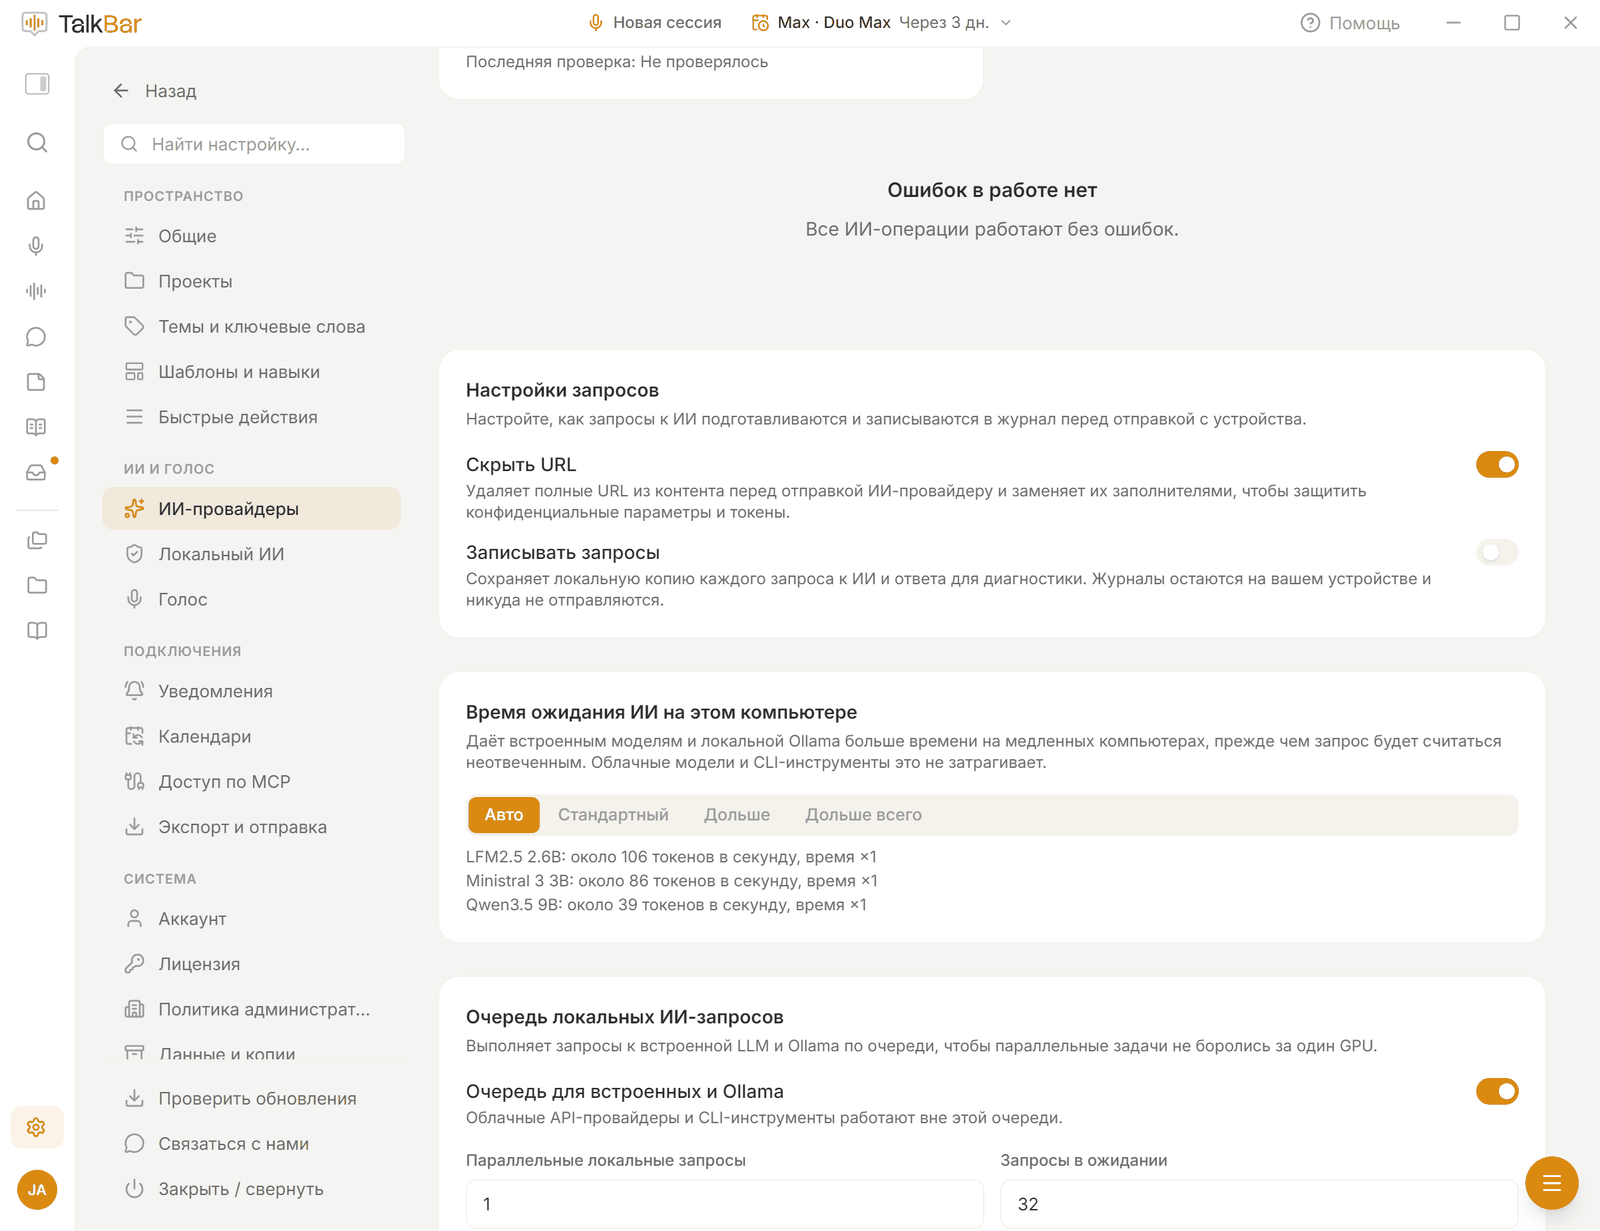 TalkBar
Новая сессия
Max · Duo Max Через 3 дн.
Помощь
Назад
Найти настройку...
ПРОСТРАНСТВО
Общие
Проекты
Темы и ключевые слова
Шаблоны и навыки
Быстрые действия
ИИ И ГОЛОС
ИИ-провайдеры
Локальный ИИ
Голос
ПОДКЛЮЧЕНИЯ
Уведомления
Календари
Доступ по MCP
Экспорт и отправка
СИСТЕМА
Аккаунт
Лицензия
Политика администрат...
Данные и копии
Проверить обновления
Связаться с нами
Закрыть / свернуть
JA
Последняя проверка: Не проверялось
Ошибок в работе нет
Все ИИ-операции работают без ошибок.
Настройки запросов
Настройте, как запросы к ИИ подготавливаются и записываются в журнал перед отправкой с устройства.
Скрыть URL
Удаляет полные URL из контента перед отправкой ИИ-провайдеру и заменяет их заполнителями, чтобы защитить
конфиденциальные параметры и токены.
Записывать запросы
Сохраняет локальную копию каждого запроса к ИИ и ответа для диагностики. Журналы остаются на вашем устройстве и
никуда не отправляются.
Время ожидания ИИ на этом компьютере
Даёт встроенным моделям и локальной Ollama больше времени на медленных компьютерах, прежде чем запрос будет считаться
неотвеченным. Облачные модели и CLI-инструменты это не затрагивает.
Авто Стандартный Дольше Дольше всего
LFM2.5 2.6B: около 106 токенов в секунду, время ×1
Ministral 3 3B: около 86 токенов в секунду, время ×1
Qwen3.5 9B: около 39 токенов в секунду, время ×1
Очередь локальных ИИ-запросов
Выполняет запросы к встроенной LLM и Ollama по очереди, чтобы параллельные задачи не боролись за один GPU.
Очередь для встроенных и Ollama
Облачные API-провайдеры и CLI-инструменты работают вне этой очереди.
Параллельные локальные запросы
1
Запросы в ожидании
32